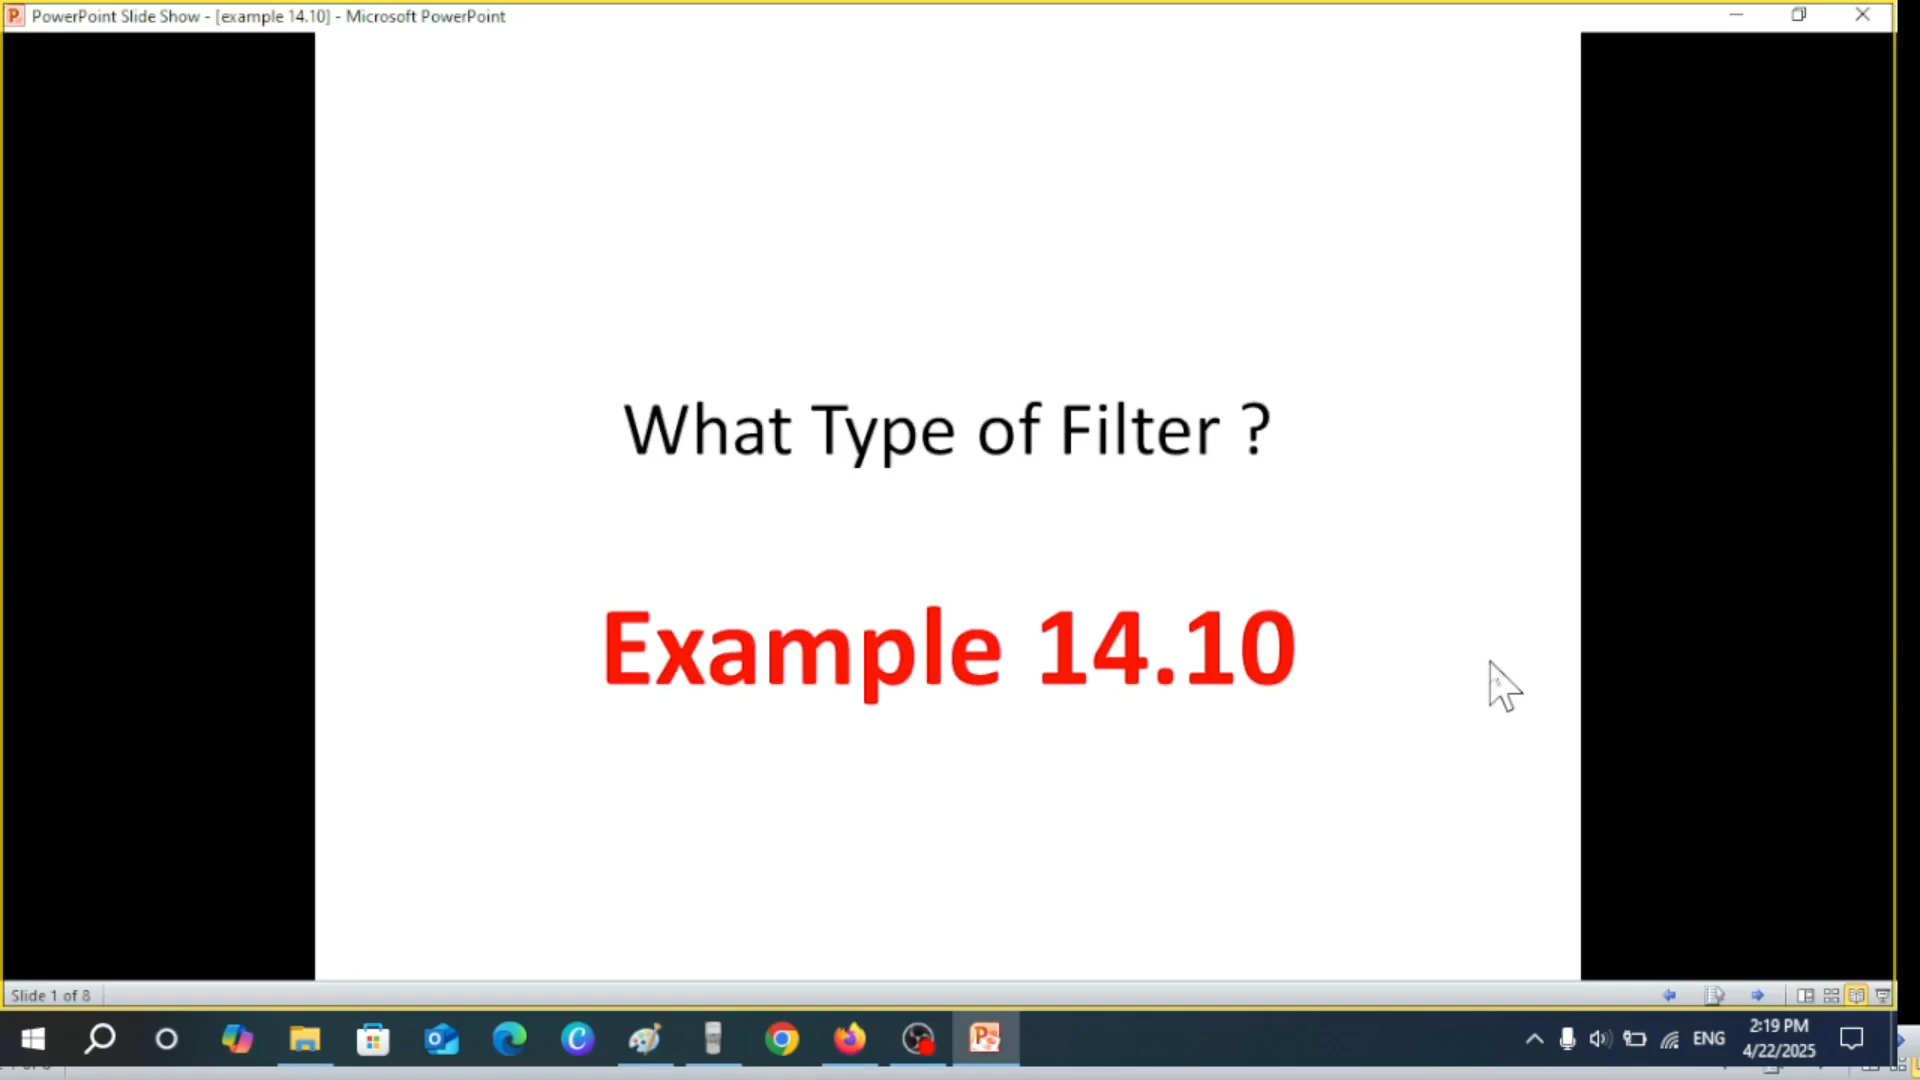 PowerPoint Slide Show - [example 14.10] - Microsoft PowerPoint
What Type of Filter ?
Example 14.10
Slide 1 of 8
ENG
2:19 PM
4/22/2025